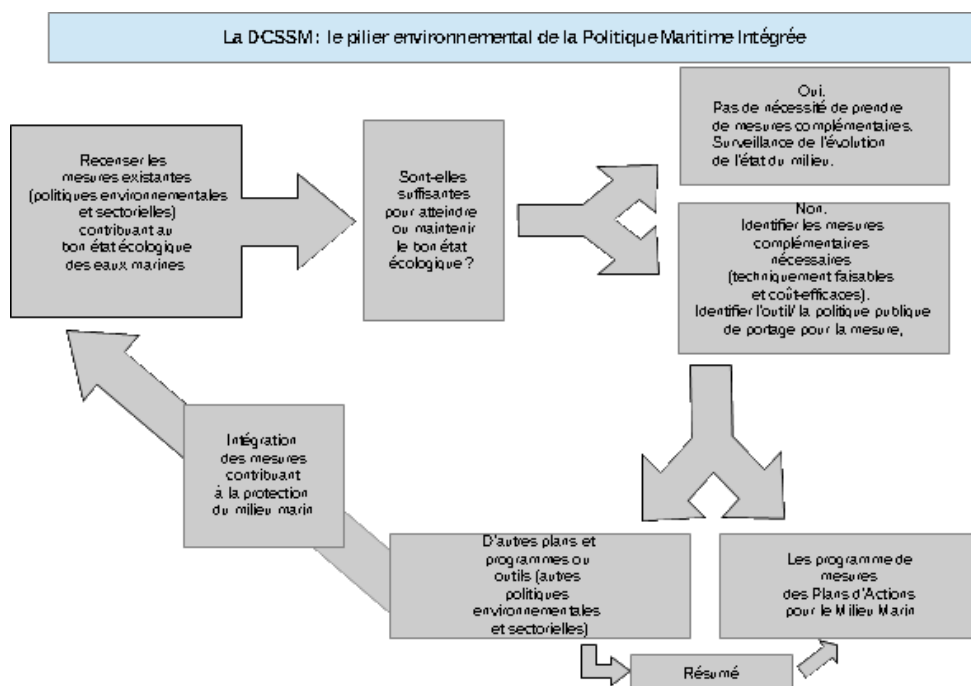 La DCSSM : le pilier environnemental de la Politique Maritime Intégrée
Recenser les
mesures existantes
(politiques environnementales
et sectorielles)
contribuant au
bon état écologique
des eaux marines
Sont-elles
suffisantes
pour atteindre
ou maintenir
le bon état
écologique ?
Oui.
Pas de nécessité de prendre
de mesures complémentaires.
Surveillance de l'évolution
de l'état du milieu.
Non.
Identifier les mesures
complémentaires
nécessaires
(techniquement faisables
et coût-efficaces).
Identifier l'outil/ la politique publique
de portage pour la mesure,
Intégration
des mesures
contribuant
à la protection
du milieu marin
D'autres plans et
programmes ou
outils (autres
politiques
environnementales
et sectorielles)
Les programme de
mesures
des Plans d'Actions
pour le Milieu Marin
Résumé